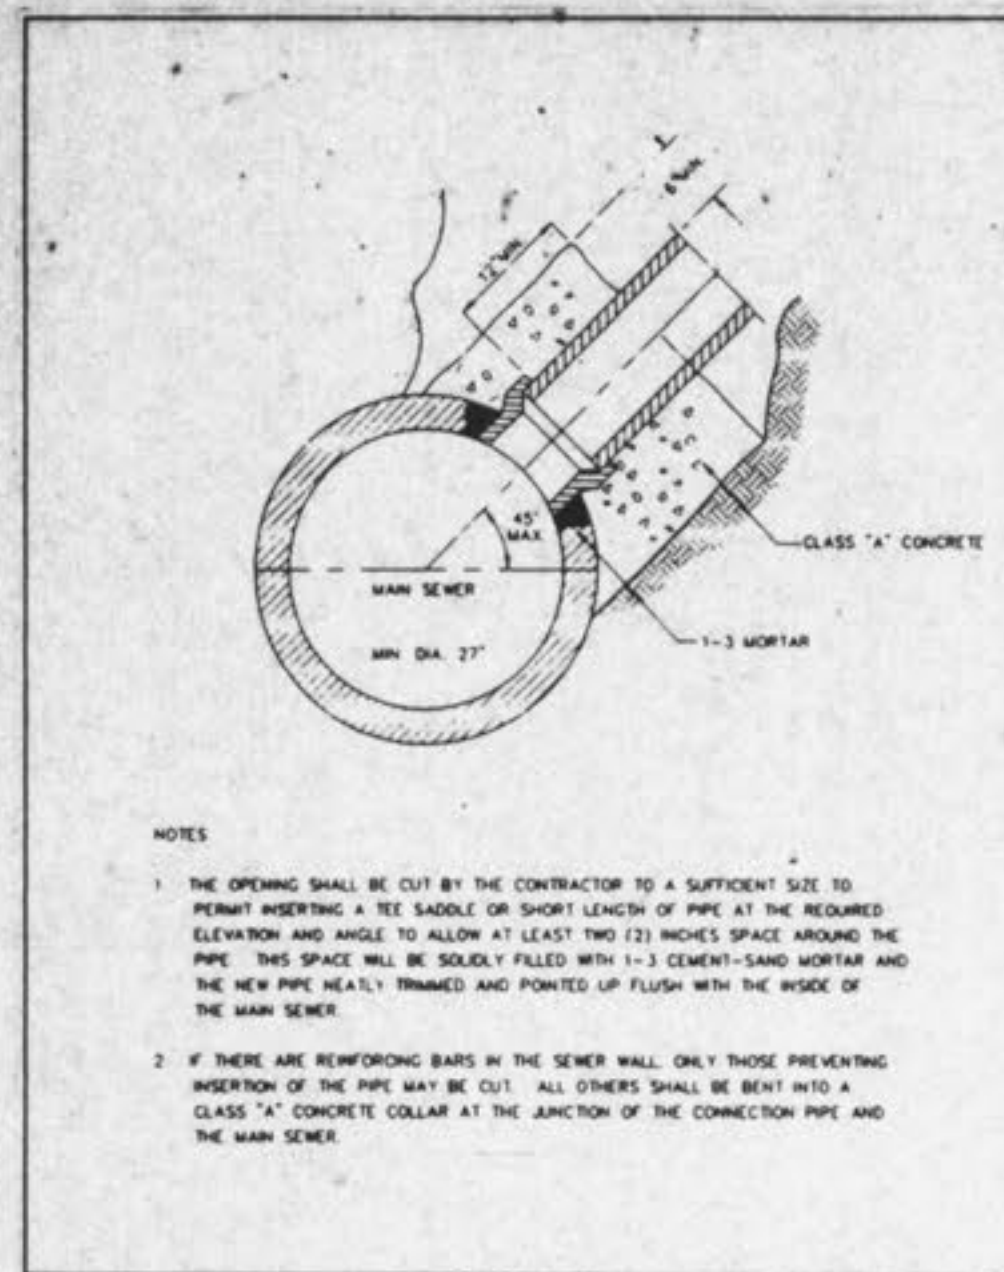 6" MIN.
12" MIN.
45°
MAX.
MAIN SEWER
MIN. DIA. 27"
CLASS "A" CONCRETE
1-3 MORTAR
NOTES
1 THE OPENING SHALL BE CUT BY THE CONTRACTOR TO A SUFFICIENT SIZE TO
PERMIT INSERTING A TEE SADDLE OR SHORT LENGTH OF PIPE AT THE REQUIRED
ELEVATION AND ANGLE TO ALLOW AT LEAST TWO (2) INCHES SPACE AROUND THE
PIPE THIS SPACE WILL BE SOLIDLY FILLED WITH 1-3 CEMENT-SAND MORTAR AND
THE NEW PIPE NEATLY TRIMMED AND POINTED UP FLUSH WITH THE INSIDE OF
THE MAIN SEWER.
2 IF THERE ARE REINFORCING BARS IN THE SEWER WALL, ONLY THOSE PREVENTING
INSERTION OF THE PIPE MAY BE CUT. ALL OTHERS SHALL BE BENT INTO A
CLASS "A" CONCRETE COLLAR AT THE JUNCTION OF THE CONNECTION PIPE AND
THE MAIN SEWER.